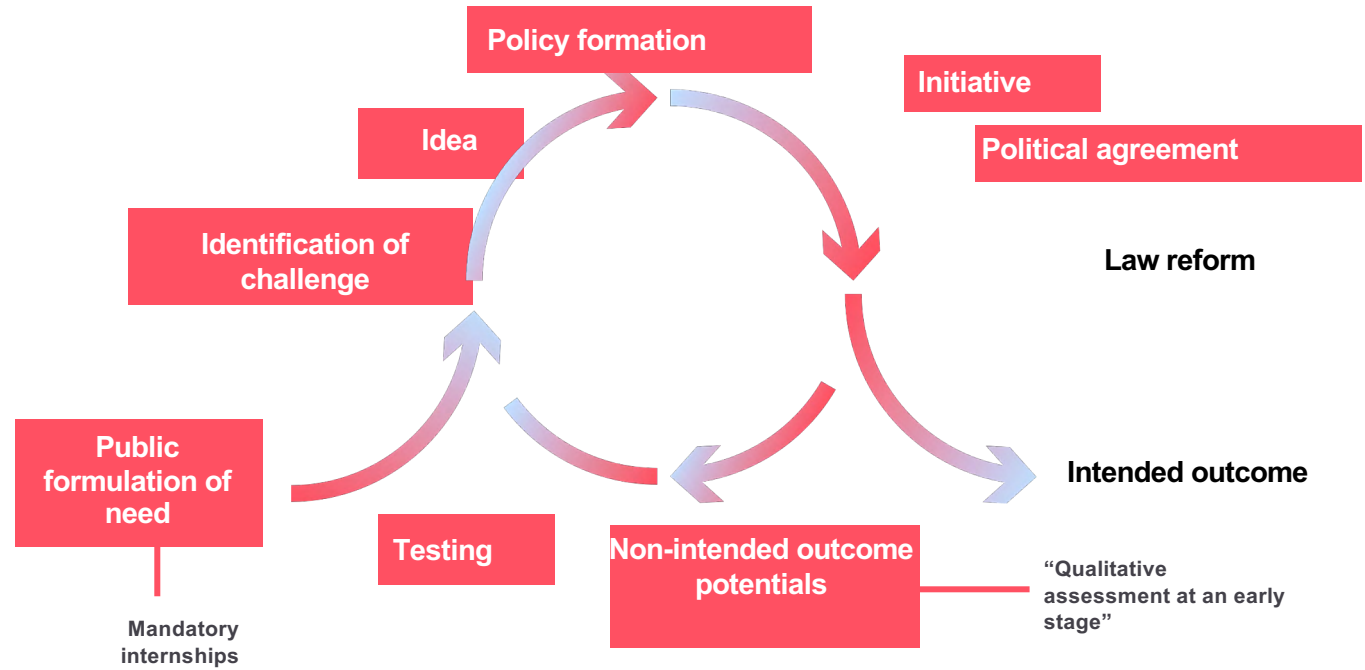 Policy formation
Initiative
Idea
Political agreement
Identification of
challenge
Law reform
Public
formulation of
need
Intended outcome
Testing
Non-intended outcome
potentials
“Qualitative
assessment at an early
stage”
Mandatory
internships